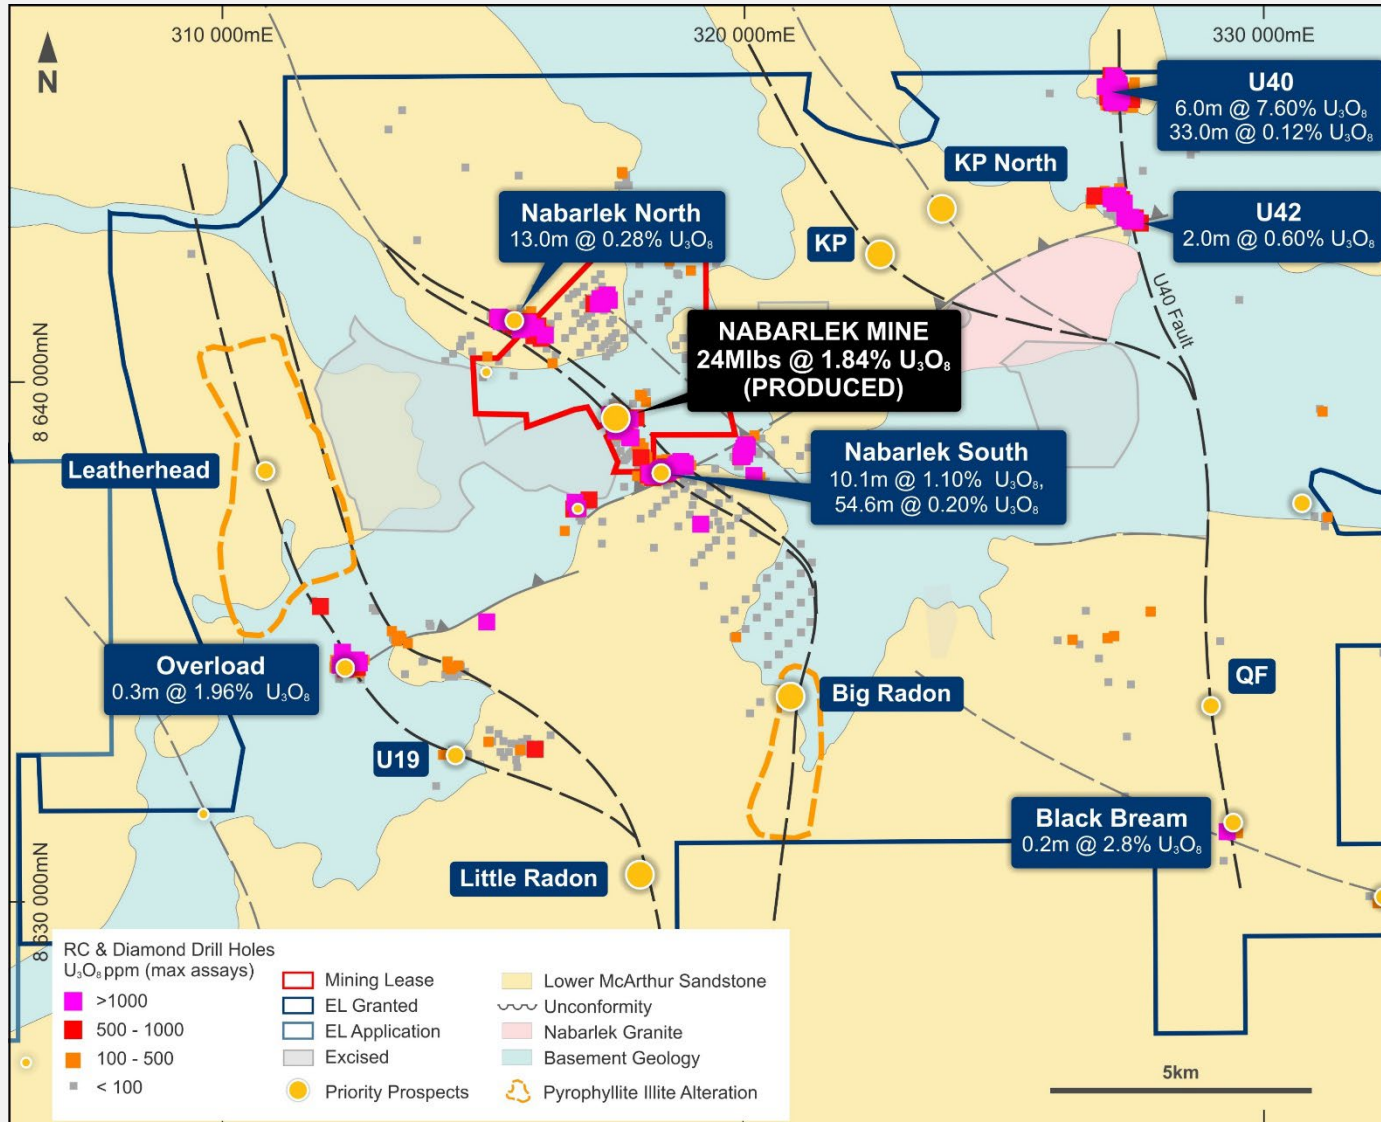 310 000mE
320 000mE
330 000mE
N
U40
6.0m @ 7.60% U₃O₈
33.0m @ 0.12% U₃O₈
KP North
Nabarlek North
13.0m @ 0.28% U₃O₈
U42
2.0m @ 0.60% U₃O₈
KP
U40 Fault
NABARLEK MINE
24Mlbs @ 1.84% U₃O₈
(PRODUCED)
8 640 000mN
Leatherhead
Nabarlek South
10.1m @ 1.10% U₃O₈,
54.6m @ 0.20% U₃O₈
Overload
0.3m @ 1.96% U₃O₈
Big Radon
QF
U19
Black Bream
0.2m @ 2.8% U₃O₈
Little Radon
8 630 000mN
RC & Diamond Drill Holes
U₃O₈ ppm (max assays)
>1000
500 - 1000
100 - 500
< 100
Mining Lease
EL Granted
EL Application
Excised
Priority Prospects
Lower McArthur Sandstone
Unconformity
Nabarlek Granite
Basement Geology
Pyrophyllite Illite Alteration
5km